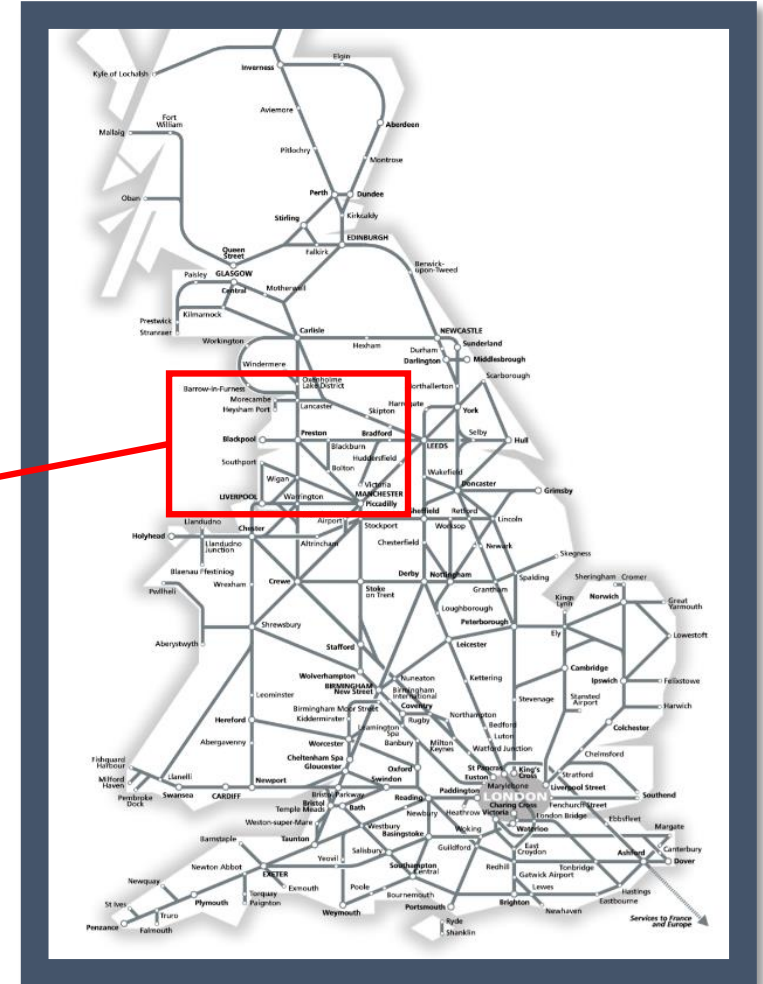 Elgin
Inverness
Kyle of Lochalsh
Aviemore
Fort
William
Mallaig
Aberdeen
Pitlochry
Montrose
Perth
Dundee
Oban
Kirkcaldy
Stirling
EDINBURGH
Queen
Street
Falkirk
Berwick-
upon-Tweed
Paisley
GLASGOW
Central
Motherwell
Kilmarnock
Prestwick
Stranraer
Carlisle
NEWCASTLE
Workington
Hexham
Sunderland
Durham
Darlington
Middlesbrough
Windermere
Scarborough
Oxenholme
Lake District
Northallerton
Barrow-in-Furness
Morecambe
Heysham Port
Lancaster
Harrogate
York
Skipton
Blackpool
Preston
Bradford
Selby
Hull
LEEDS
Blackburn
Southport
Huddersfield
Bolton
Wakefield
Wigan
Victoria
MANCHESTER
Piccadilly
Doncaster
Grimsby
LIVERPOOL
Warrington
Sheffield
Retford
Llandudno
Airport
Stockport
Lincoln
Chester
Worksop
Holyhead
Llandudno
Junction
Altrincham
Chesterfield
Newark
Skegness
Blaenau Ffestiniog
Derby
Nottingham
Pwllheli
Wrexham
Crewe
Stoke
on Trent
Grantham
Spalding
Sheringham
Cromer
Kings
Lynn
Norwich
Great
Yarmouth
Loughborough
Peterborough
Shrewsbury
Ely
Lowestoft
Aberystwyth
Stafford
Leicester
Wolverhampton
Cambridge
BIRMINGHAM
New Street
Nuneaton
Kettering
Ipswich
Felixstowe
Birmingham
International
Leominster
Stevenage
Stansted
Airport
Birmingham Moor Street
Coventry
Harwich
Kidderminster
Rugby
Northampton
Hereford
Leamington
Spa
Bedford
Colchester
Abergavenny
Worcester
Banbury
Milton
Keynes
Luton
Watford Junction
Chelmsford
Cheltenham Spa
Gloucester
Fishguard
Harbour
Oxford
St Pancras
Euston
King's
Cross
Stratford
Milford
Haven
Llanelli
Newport
Swindon
Marylebone
Liverpool Street
Pembroke
Dock
Swansea
CARDIFF
Bristol Parkway
Reading
Paddington
LONDON
Southend
Bristol
Temple Meads
Bath
Charing Cross
Fenchurch Street
Newbury
Heathrow
Victoria
London Bridge
Ebbsfleet
Weston-super-Mare
Westbury
Basingstoke
Woking
Waterloo
Margate
Barnstaple
Taunton
Salisbury
Guildford
East
Croydon
Canterbury
Yeovil
Ashford
Dover
Newton Abbot
Southampton
Central
Redhill
Tonbridge
EXETER
Gatwick Airport
Newquay
Exmouth
Poole
Lewes
Hastings
Torquay
Paignton
Bournemouth
Eastbourne
St Ives
Plymouth
Weymouth
Portsmouth
Brighton
Newhaven
Truro
Ryde
Services to France
and Europe
Penzance
Falmouth
Shanklin